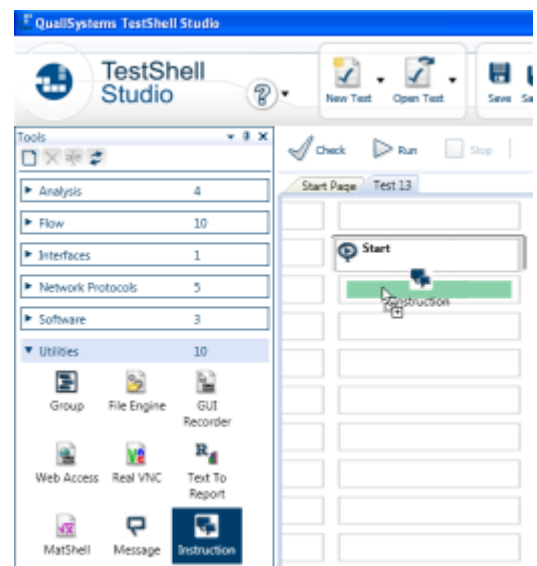 QualiSystems TestShell Studio
TestShell
Studio
New Test
Open Test
Save
Tools
Check
Run
Stop
Start Page
Test 13
Analysis 4
Flow 10
Interfaces 1
Network Protocols 5
Software 3
Utilities 10
Start
Instruction
Group
File Engine
GUI
Recorder
Web Access
Real VNC
Text To
Report
MatShell
Message
Instruction